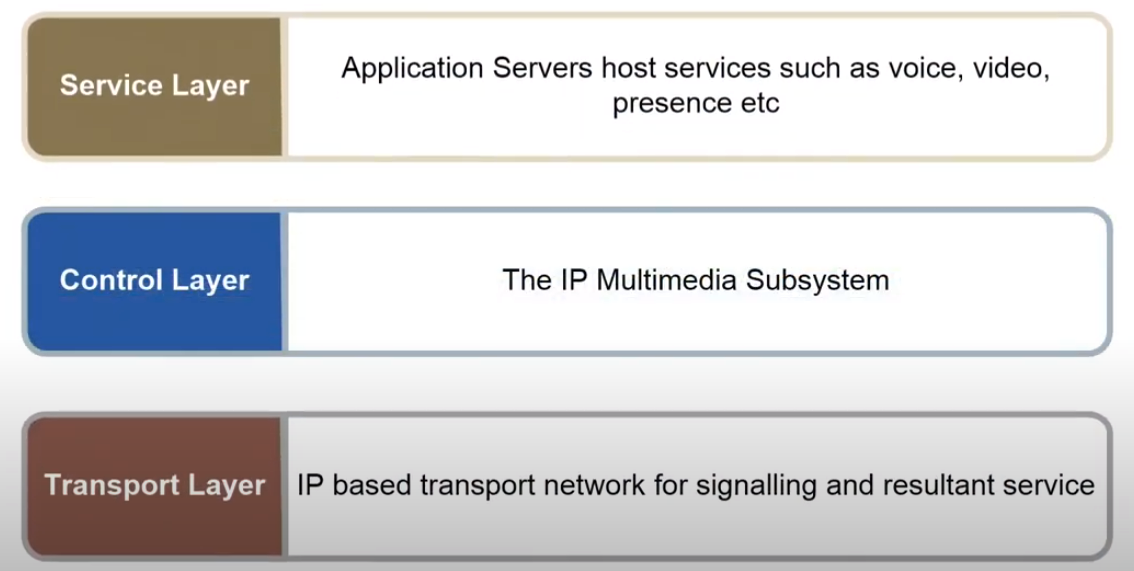 Service Layer
Application Servers host services such as voice, video,
presence etc
Control Layer
The IP Multimedia Subsystem
Transport Layer
IP based transport network for signalling and resultant service